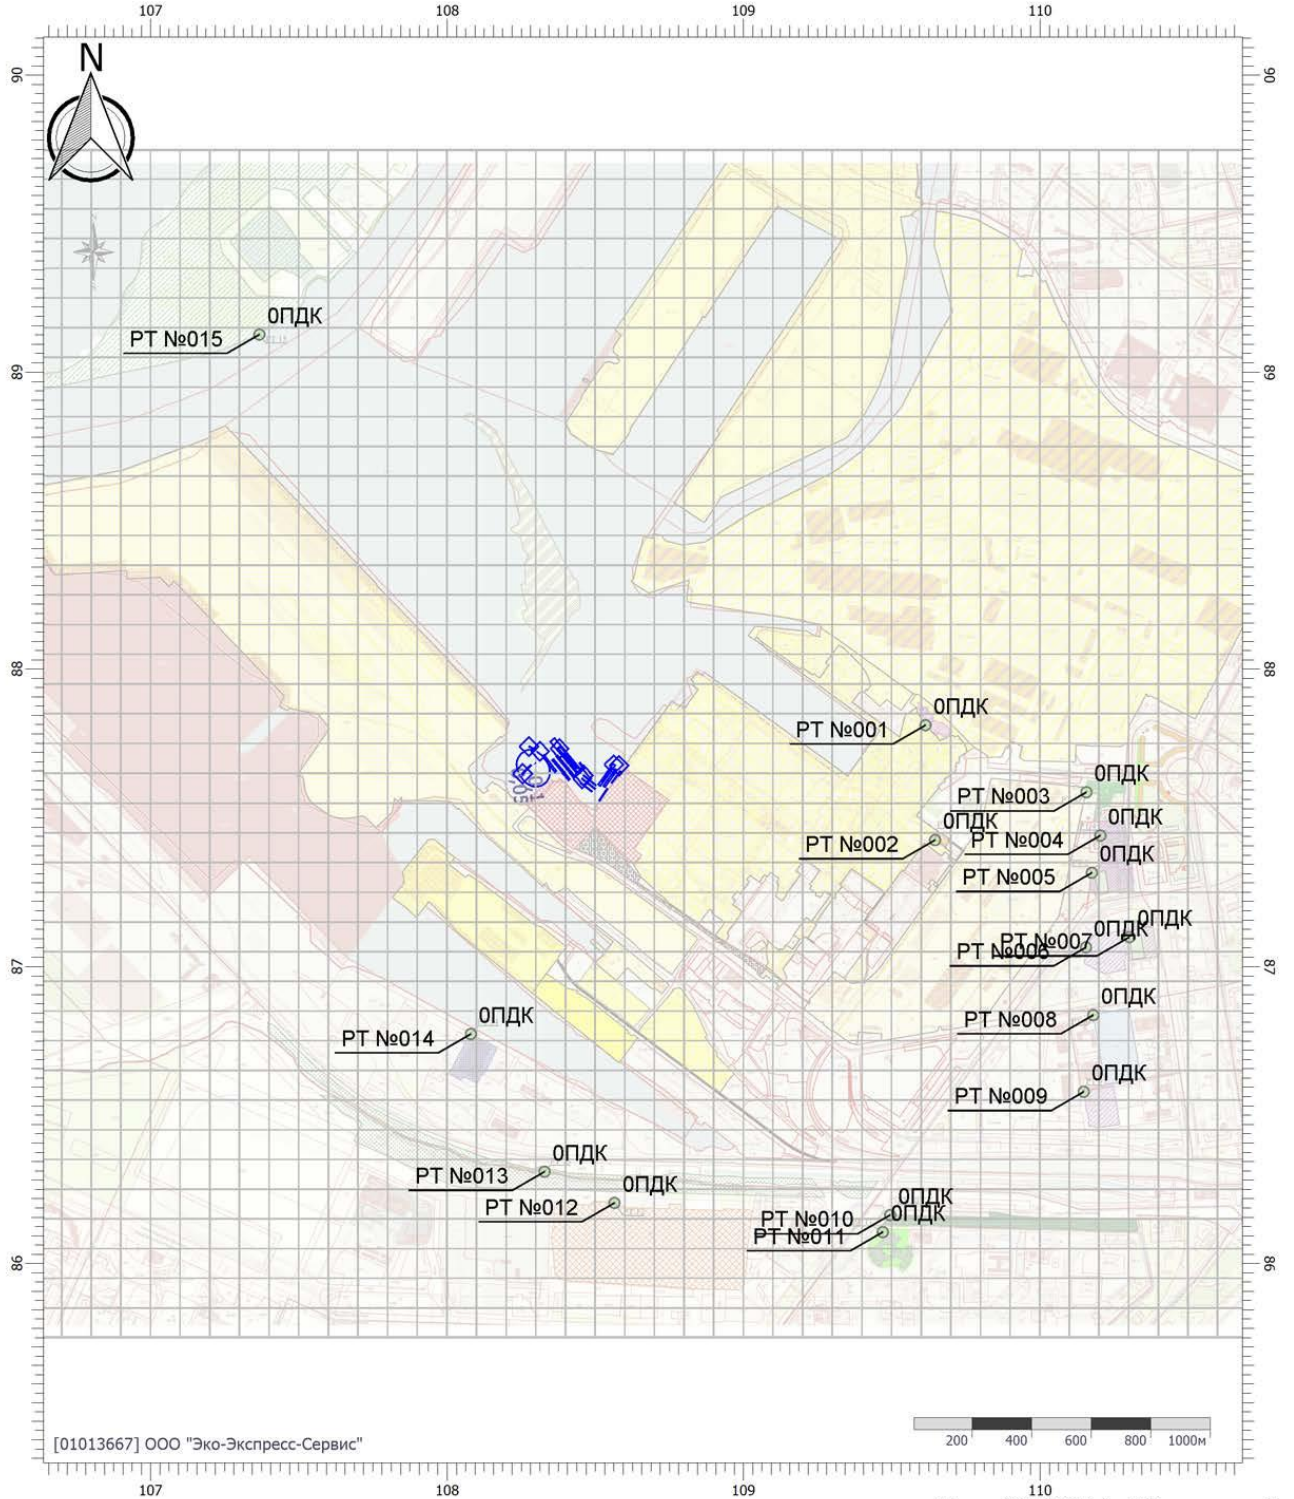 107 108 109 110
90 90
N
0ПДК
РТ №015
89 89
88 88
0ПДК
РТ №001
0ПДК
РТ №003
0ПДК
0ПДК
РТ №002
РТ №004
0ПДК
РТ №005
0ПДК
0ПДК
РТ №007
РТ №006
87 87
0ПДК
РТ №008
0ПДК
РТ №014
0ПДК
РТ №009
0ПДК
РТ №013
0ПДК
РТ №012
0ПДК
0ПДК
РТ №010
РТ №011
86 86
200 400 600 800 1000м
[01013667] ООО "Эко-Экспресс-Сервис"
107 108 109 110